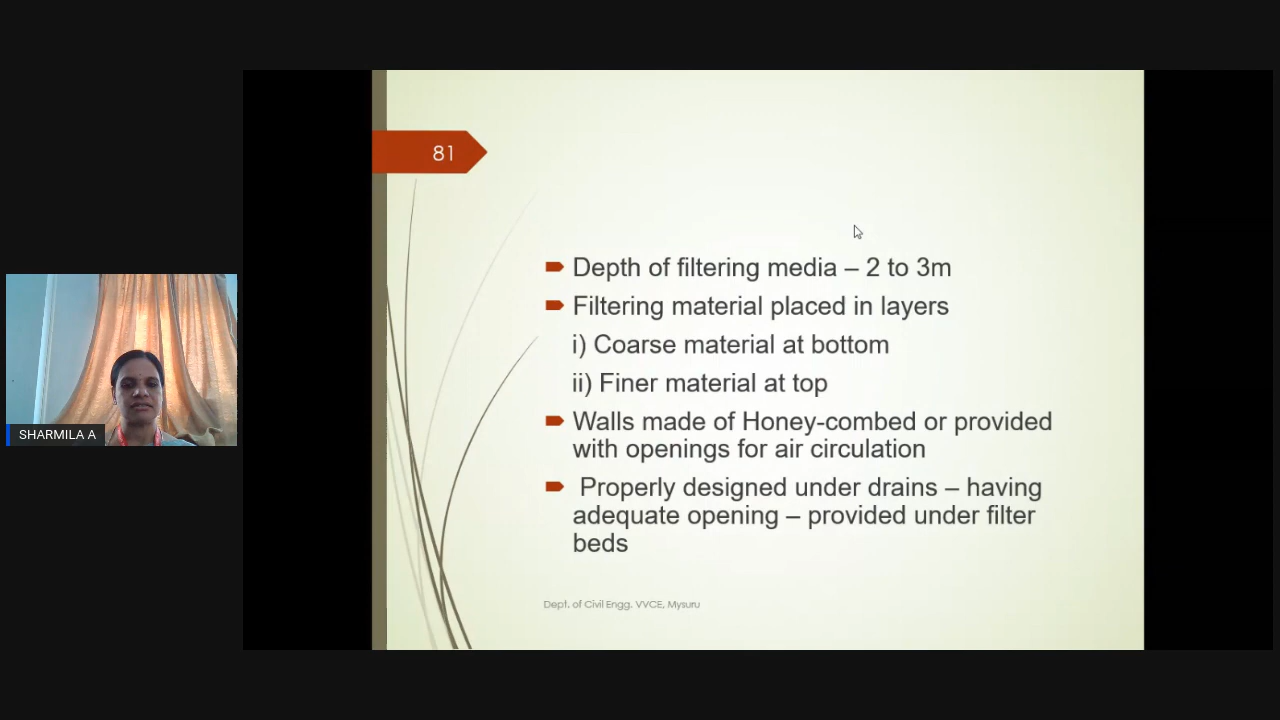 81
Depth of filtering media – 2 to 3m
Filtering material placed in layers
i) Coarse material at bottom
ii) Finer material at top
Walls made of Honey-combed or provided
with openings for air circulation
Properly designed under drains – having
adequate opening – provided under filter
beds
Dept. of Civil Engg. VVCE, Mysuru
SHARMILA A